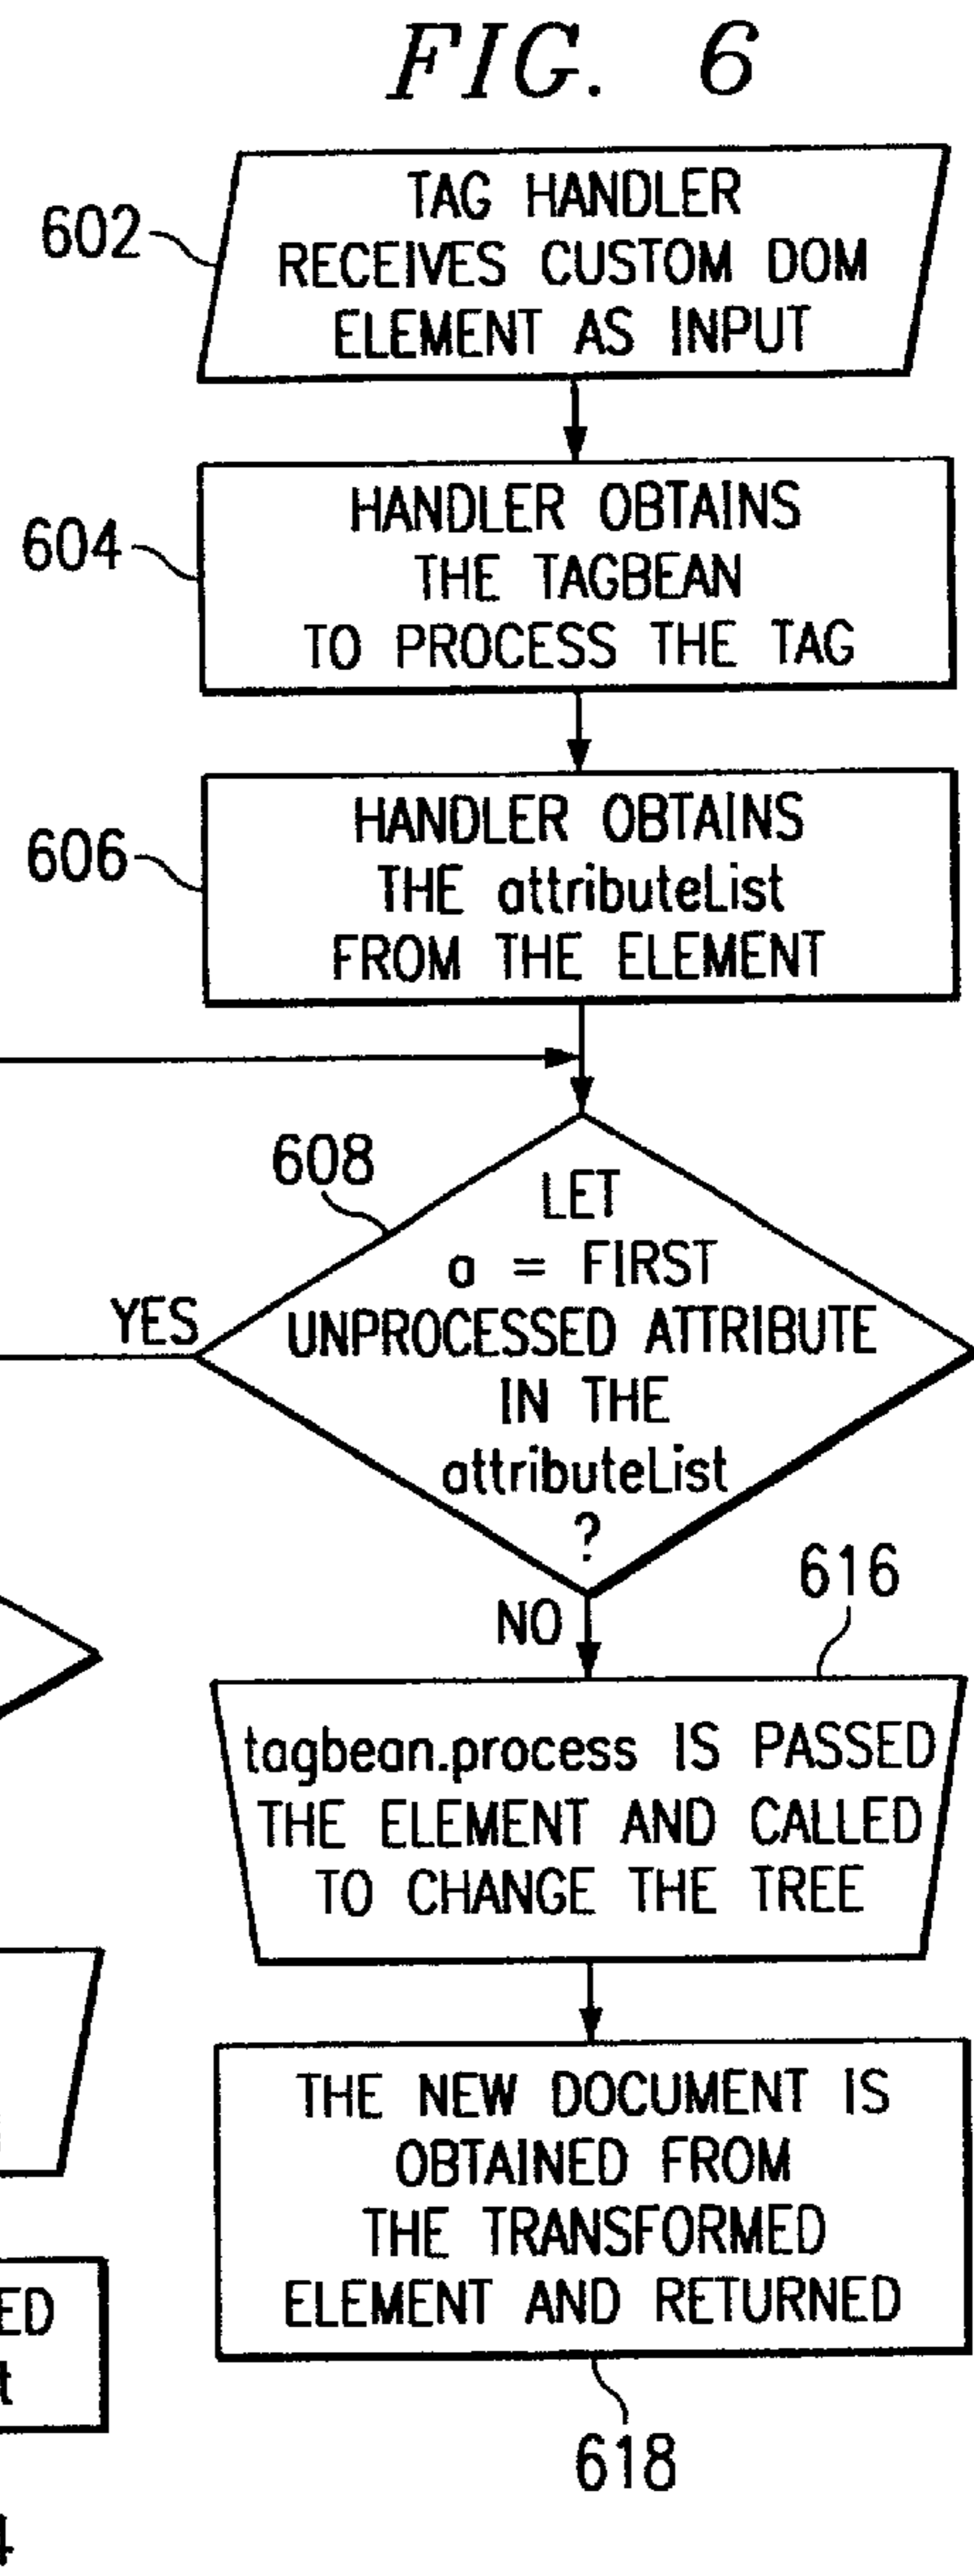 FIG. 6
602
TAG HANDLER
RECEIVES CUSTOM DOM
ELEMENT AS INPUT
604
HANDLER OBTAINS
THE TAGBEAN
TO PROCESS THE TAG
606
HANDLER OBTAINS
THE attributeList
FROM THE ELEMENT
608
LET
a = FIRST
UNPROCESSED ATTRIBUTE
IN THE
attributeList
?
YES
NO
616
tagbean.process IS PASSED
THE ELEMENT AND CALLED
TO CHANGE THE TREE
THE NEW DOCUMENT IS
OBTAINED FROM
THE TRANSFORMED
ELEMENT AND RETURNED
618